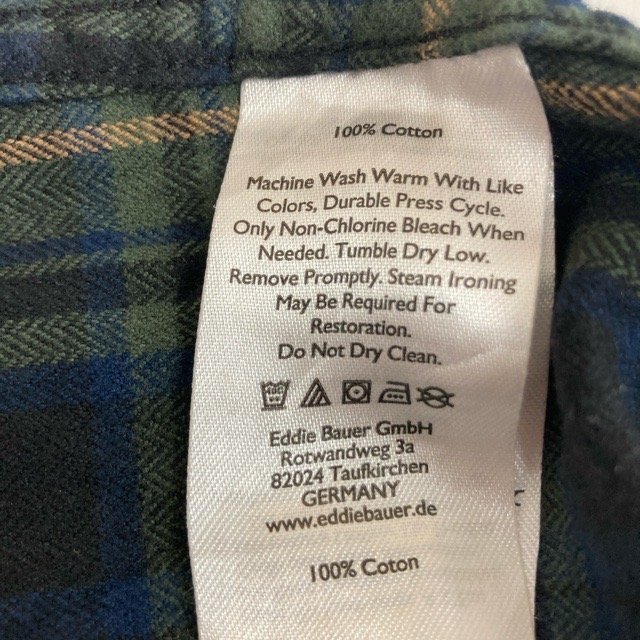 100% Cotton
Machine Wash Warm With Like
Colors, Durable Press Cycle.
Only Non-Chlorine Bleach When
Needed. Tumble Dry Low.
Remove Promptly. Steam Ironing
May Be Required For
Restoration.
Do Not Dry Clean.
Eddie Bauer GmbH
Rotwandweg 3a
82024 Taufkirchen
GERMANY
www.eddiebauer.de
100% Coton